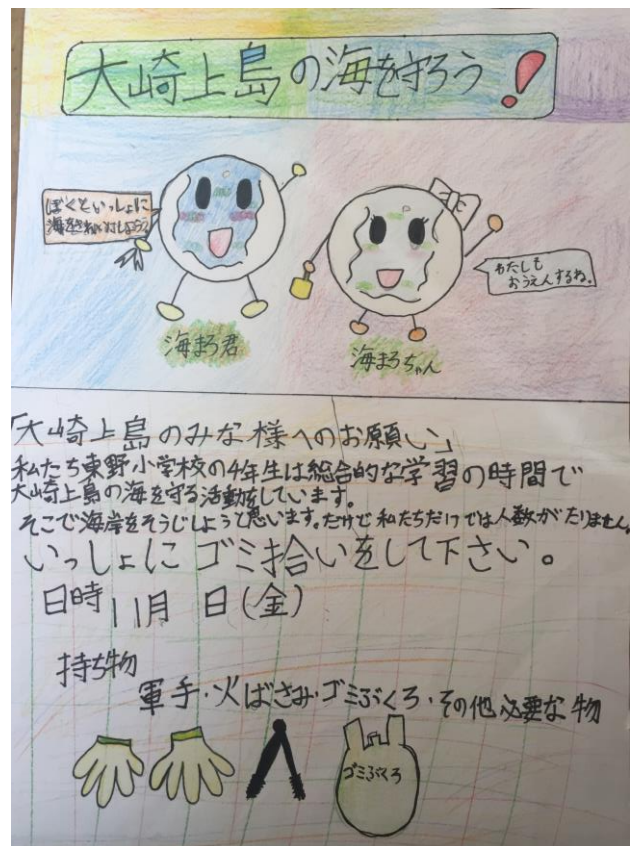 大崎上島の海を守ろう!
ぼくといっしょに
海をきれいにしよう。
わたしも
おうえんするね。
海まろ君
海まろちゃん
「大崎上島のみな様へのお願い」
私たち東野小学校の4年生は総合的な学習の時間で
大崎上島の海を守る活動をしています。
そこで海岸をそうじしようと思います。だけど私たちだけでは人数がたりません。
いっしょにゴミ拾いをして下さい。
日時 11月 日(金)
持ち物
軍手・火ばさみ・ゴミぶくろ・その他必要な物
ゴミぶくろ